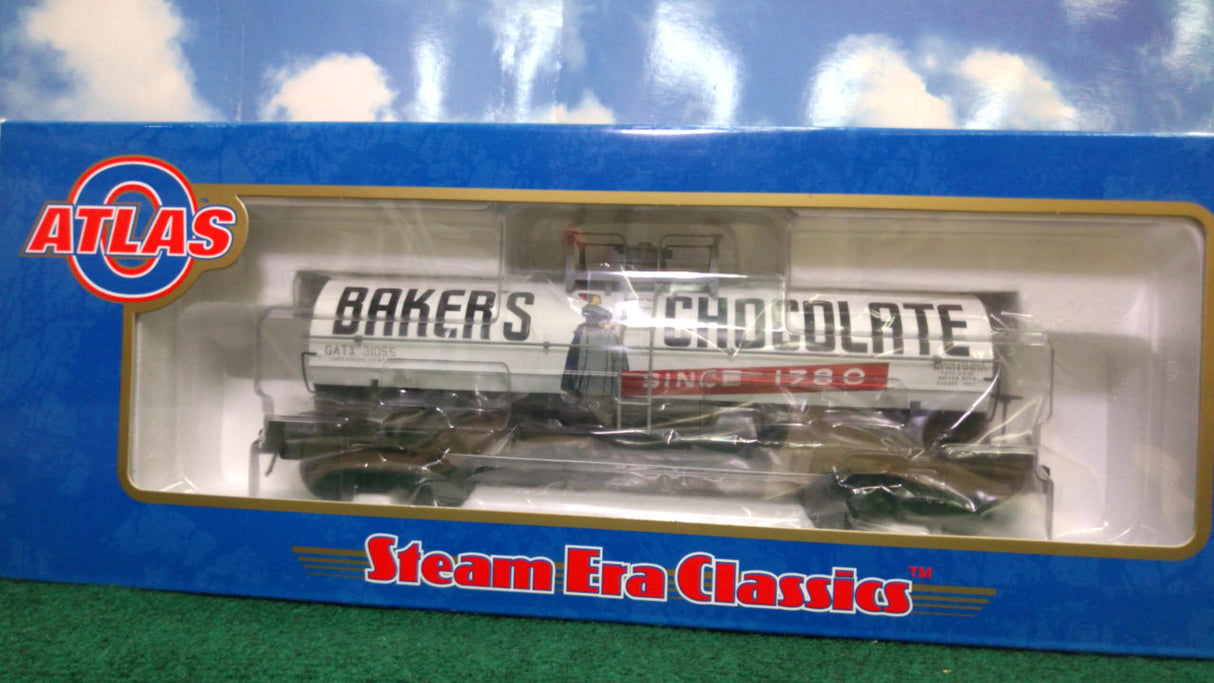 ATLAS
O
BAKER'S CHOCOLATE
GATX 31055
SINCE 1780
Steam Era Classics™